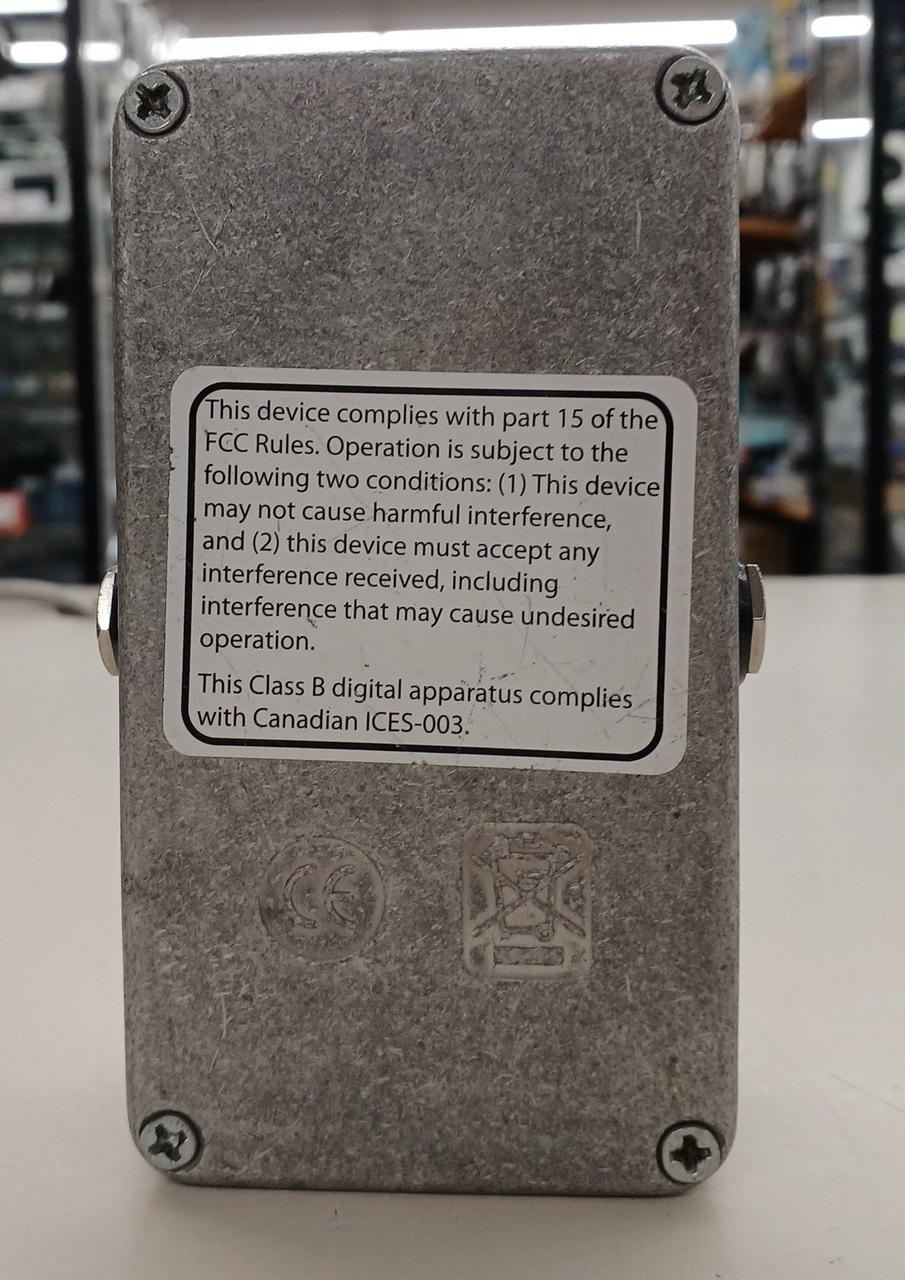 This device complies with part 15 of the
FCC Rules. Operation is subject to the
following two conditions: (1) This device
may not cause harmful interference,
and (2) this device must accept any
interference received, including
interference that may cause undesired
operation.
This Class B digital apparatus complies
with Canadian ICES-003.
CE